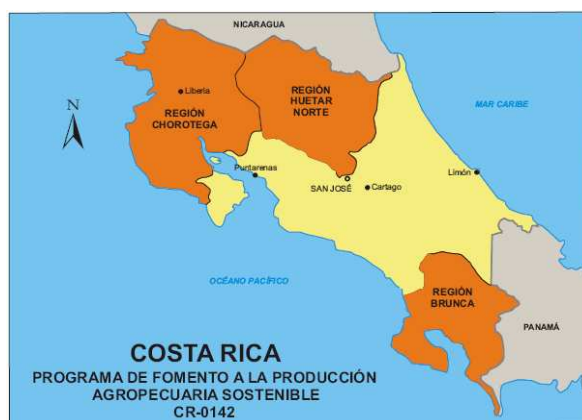 NICARAGUA
Liberia
REGIÓN
CHOROTEGA
REGIÓN
HUETAR
NORTE
MAR CARIBE
N
Puntarenas
SAN JOSÉ
Cartago
Limón
OCÉANO PACÍFICO
REGIÓN
BRUNCA
PANAMÁ
COSTA RICA
PROGRAMA DE FOMENTO A LA PRODUCCIÓN
AGROPECUARIA SOSTENIBLE
CR-0142